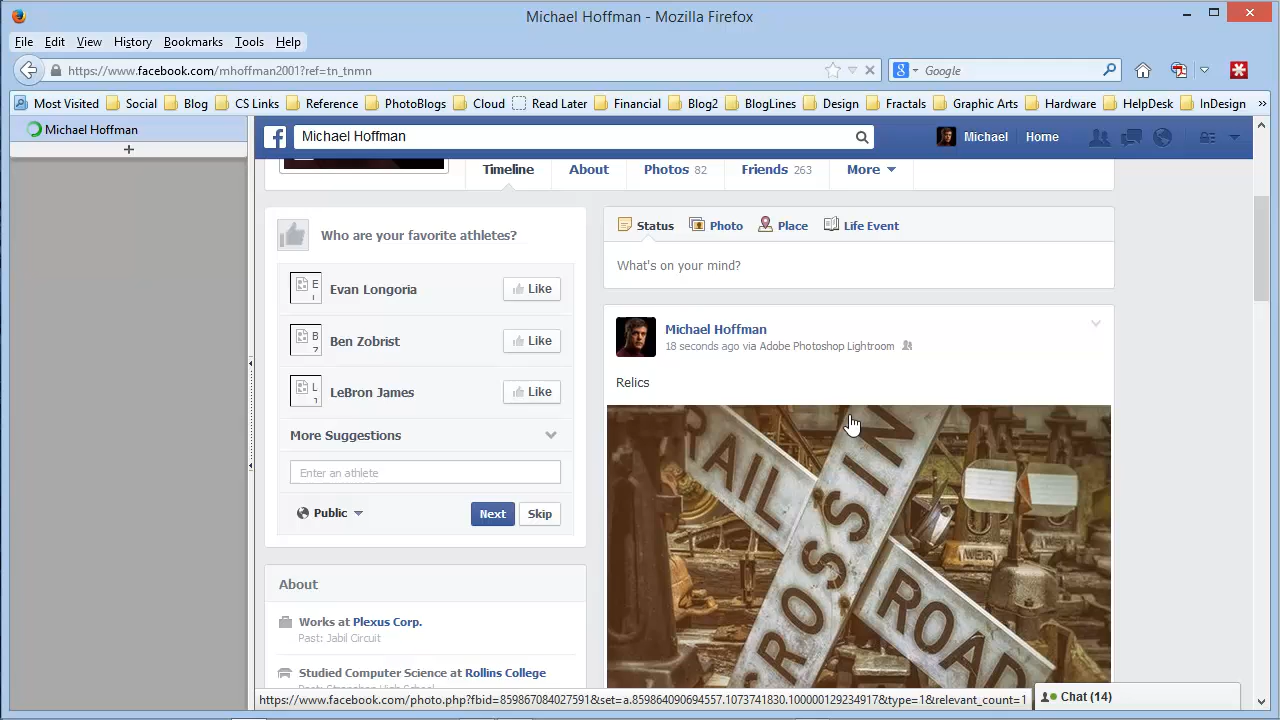 Michael Hoffman - Mozilla Firefox
File Edit View History Bookmarks Tools Help
https://www.facebook.com/mhoffman2001?ref=tn_tnmn
Google
Most Visited Social Blog CS Links Reference PhotoBlogs Cloud Read Later Financial Blog2 BlogLines Design Fractals Graphic Arts Hardware HelpDesk InDesign »
Michael Hoffman
+
Michael Hoffman
Michael Home
Timeline About Photos 82 Friends 263 More
Who are your favorite athletes?
Evan Longoria Like
Ben Zobrist Like
LeBron James Like
More Suggestions
Enter an athlete
Public Next Skip
About
Works at Plexus Corp.
Past: Jabil Circuit
Studied Computer Science at Rollins College
Status Photo Place Life Event
What's on your mind?
Michael Hoffman
18 seconds ago via Adobe Photoshop Lightroom
Relics
RAIL
ROSSIN
ROAD
WEIR
https://www.facebook.com/photo.php?fbid=859867084027591&set=a.859864090694557.1073741830.100000129234917&type=1&relevant_count=1
Chat (14)